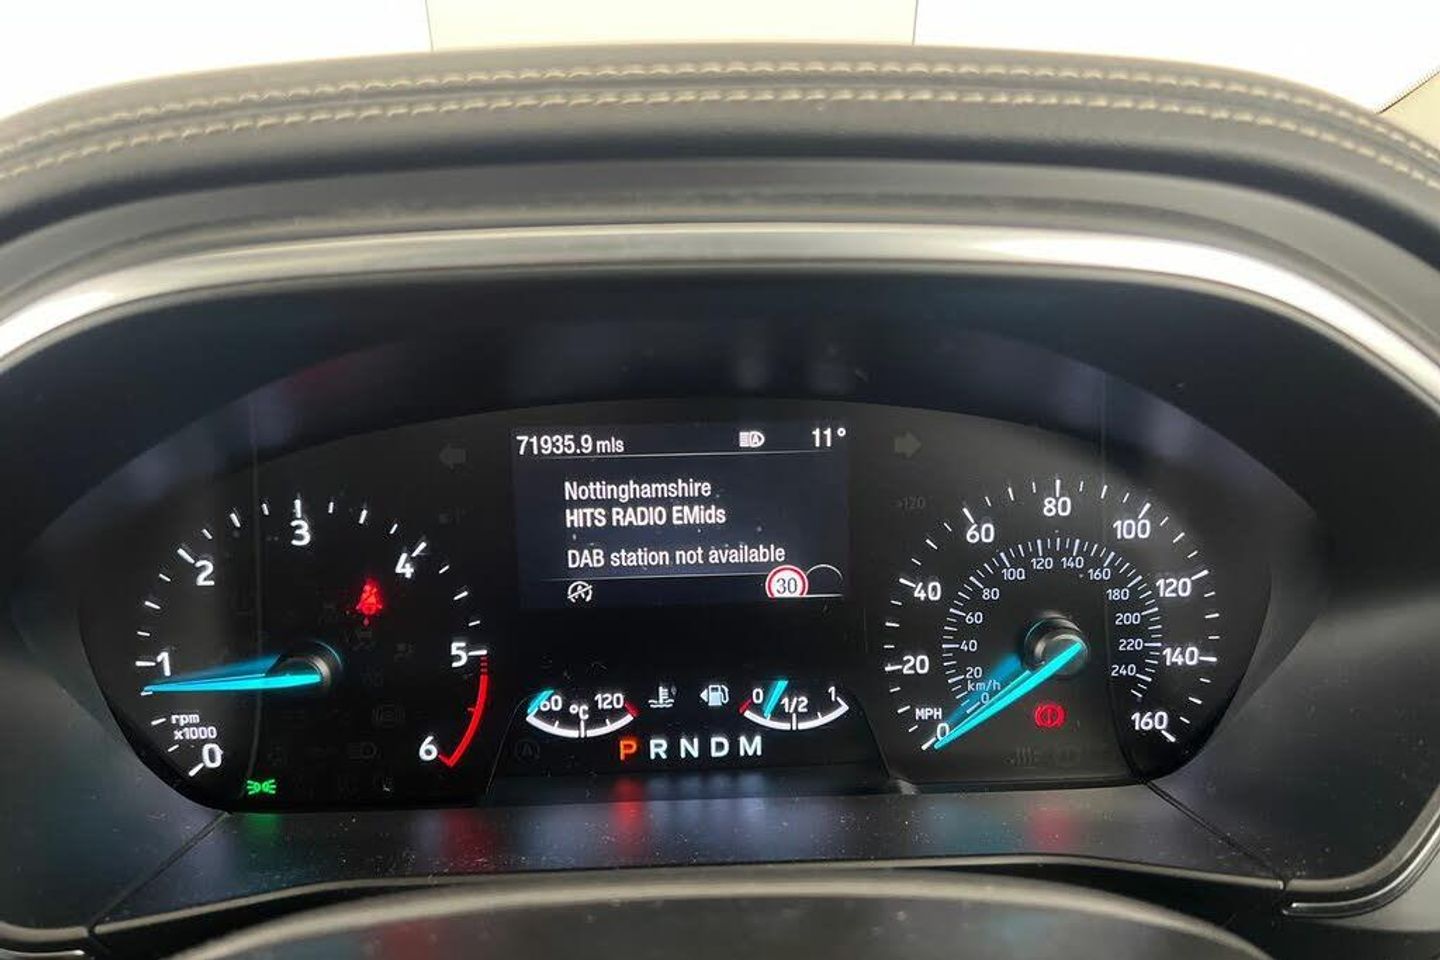 71935.9 mls 11°
Nottinghamshire
HITS RADIO EMids
DAB station not available
30
0 1 2 3 4 5 6
rpm
x1000
60 °C 120
0 1/2 1
P R N D M
0 20 40 60 80 100 120 140 160
MPH
km/h
0 20 40 60 80 100 120 140 160 180 200 220 240